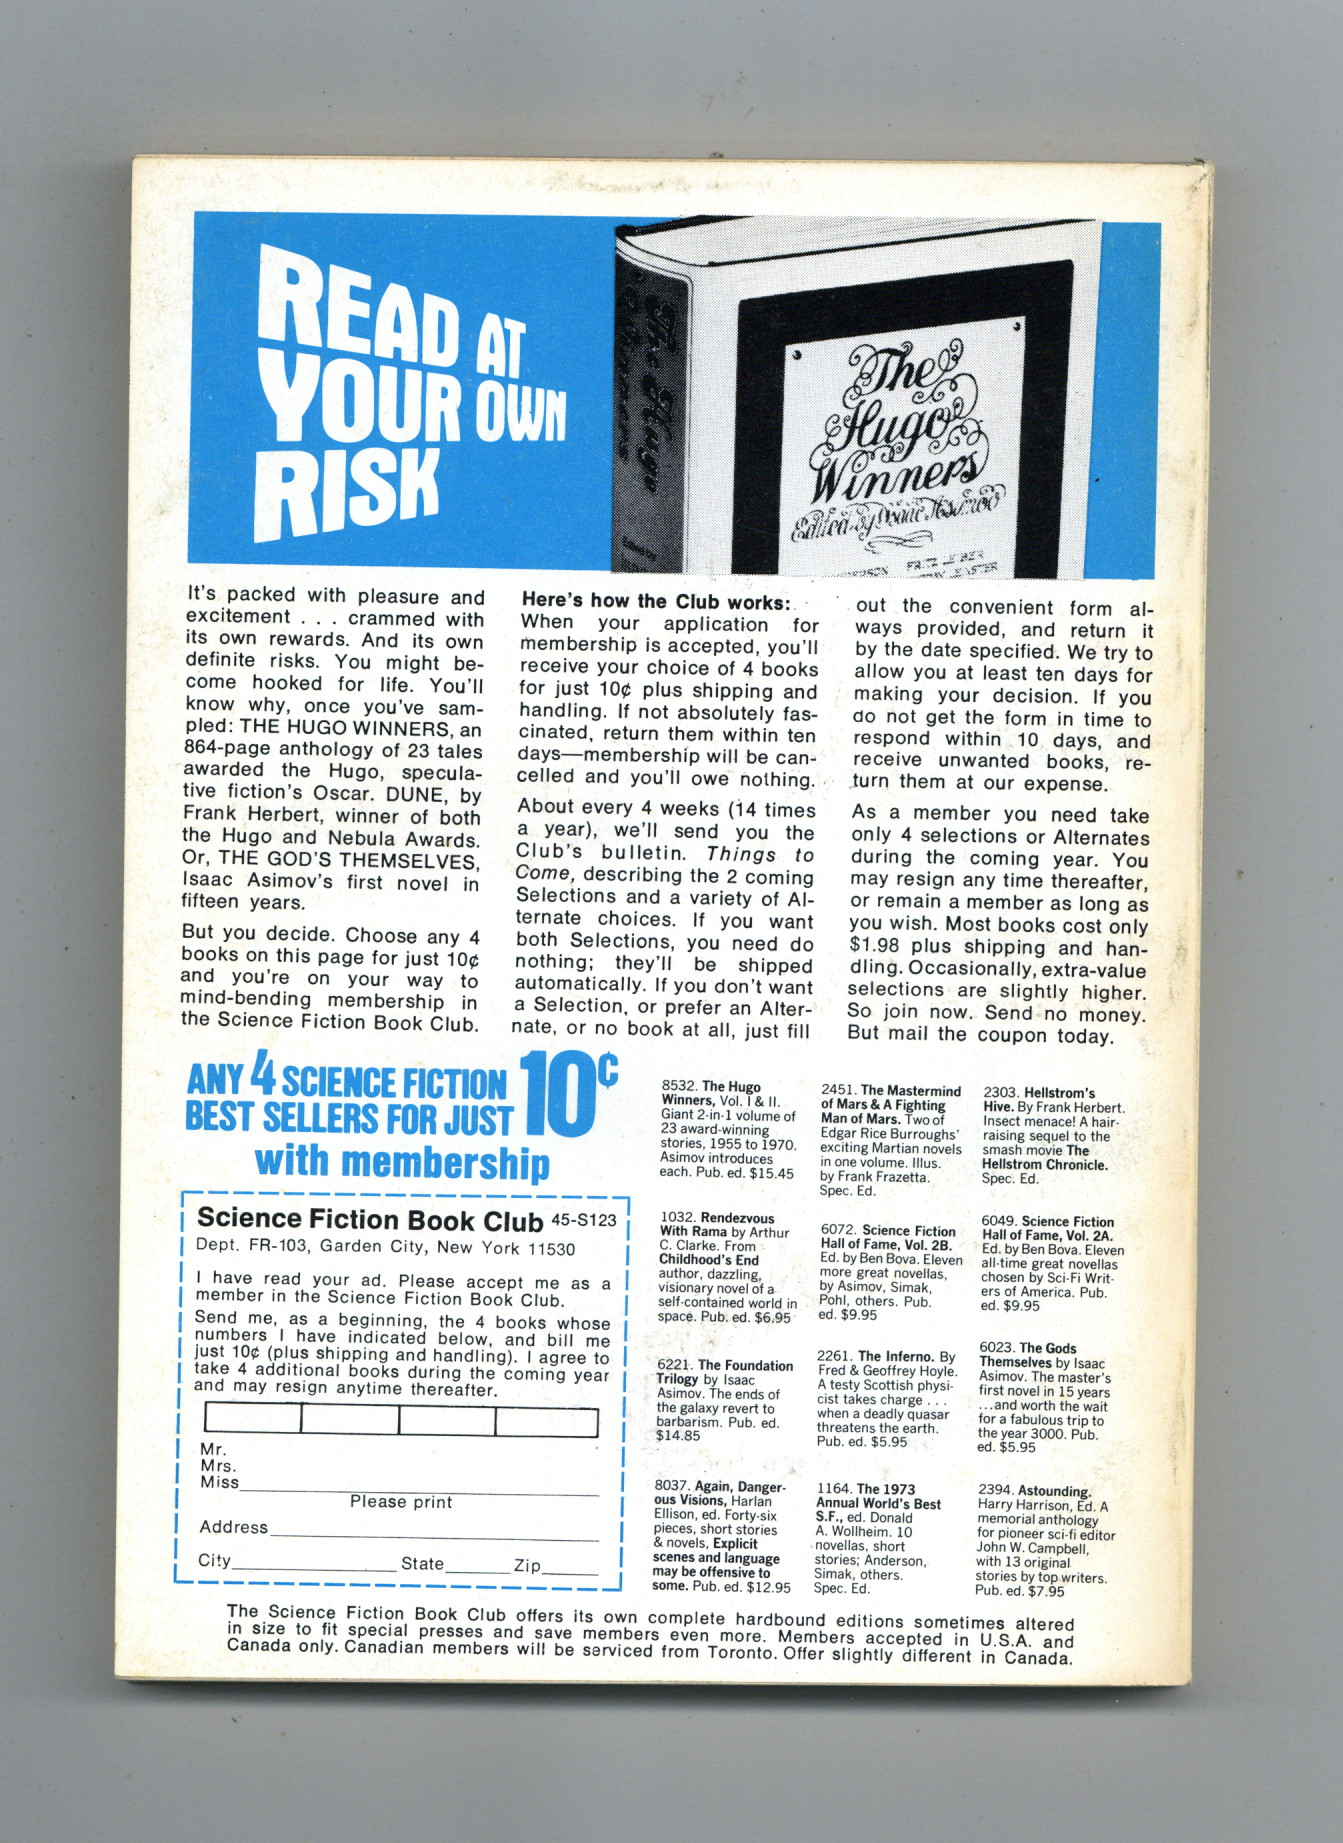 READ AT
YOUR OWN
RISK
The
Hugo
Winners
The
Hugo
Winners
Edited by Isaac Asimov
FRITZ LEIBER
It's packed with pleasure and
excitement . . . crammed with
its own rewards. And its own
definite risks. You might be-
come hooked for life. You'll
know why, once you've sam-
pled: THE HUGO WINNERS, an
864-page anthology of 23 tales
awarded the Hugo, specula-
tive fiction's Oscar. DUNE, by
Frank Herbert, winner of both
the Hugo and Nebula Awards.
Or, THE GOD'S THEMSELVES,
Isaac Asimov's first novel in
fifteen years.
But you decide. Choose any 4
books on this page for just 10¢
and you're on your way to
mind-bending membership in
the Science Fiction Book Club.
Here's how the Club works:
When your application for
membership is accepted, you'll
receive your choice of 4 books
for just 10¢ plus shipping and
handling. If not absolutely fas-
cinated, return them within ten
days—membership will be can-
celled and you'll owe nothing.
About every 4 weeks (14 times
a year), we'll send you the
Club's bulletin. Things to
Come, describing the 2 coming
Selections and a variety of Al-
ternate choices. If you want
both Selections, you need do
nothing; they'll be shipped
automatically. If you don't want
a Selection, or prefer an Alter-
nate, or no book at all, just fill
out the convenient form al-
ways provided, and return it
by the date specified. We try to
allow you at least ten days for
making your decision. If you
do not get the form in time to
respond within 10 days, and
receive unwanted books, re-
turn them at our expense.
As a member you need take
only 4 selections or Alternates
during the coming year. You
may resign any time thereafter,
or remain a member as long as
you wish. Most books cost only
$1.98 plus shipping and han-
dling. Occasionally, extra-value
selections are slightly higher.
So join now. Send no money.
But mail the coupon today.
ANY 4 SCIENCE FICTION
BEST SELLERS FOR JUST 10¢
with membership
Science Fiction Book Club 45-S123
Dept. FR-103, Garden City, New York 11530
I have read your ad. Please accept me as a
member in the Science Fiction Book Club.
Send me, as a beginning, the 4 books whose
numbers I have indicated below, and bill me
just 10¢ (plus shipping and handling). I agree to
take 4 additional books during the coming year
and may resign anytime thereafter.
Mr.
Mrs.
Miss
Please print
Address
City State Zip
8532. The Hugo
Winners, Vol. I & II.
Giant 2-in-1 volume of
23 award-winning
stories, 1955 to 1970.
Asimov introduces
each. Pub. ed. $15.45
2451. The Mastermind
of Mars & A Fighting
Man of Mars. Two of
Edgar Rice Burroughs'
exciting Martian novels
in one volume. Illus.
by Frank Frazetta.
Spec. Ed.
2303. Hellstrom's
Hive. By Frank Herbert.
Insect menace! A hair-
raising sequel to the
smash movie The
Hellstrom Chronicle.
Spec. Ed.
1032. Rendezvous
With Rama by Arthur
C. Clarke. From
Childhood's End
author, dazzling,
visionary novel of a
self-contained world in
space. Pub. ed. $6.95
6072. Science Fiction
Hall of Fame, Vol. 2B.
Ed. by Ben Bova. Eleven
more great novellas,
by Asimov, Simak,
Pohl, others. Pub.
ed. $9.95
6049. Science Fiction
Hall of Fame, Vol. 2A.
Ed. by Ben Bova. Eleven
all-time great novellas
chosen by Sci-Fi Writ-
ers of America. Pub.
ed. $9.95
6221. The Foundation
Trilogy by Isaac
Asimov. The ends of
the galaxy revert to
barbarism. Pub. ed.
$14.85
2261. The Inferno. By
Fred & Geoffrey Hoyle.
A testy Scottish physi-
cist takes charge . . .
when a deadly quasar
threatens the earth.
Pub. ed. $5.95
6023. The Gods
Themselves by Isaac
Asimov. The master's
first novel in 15 years
...and worth the wait
for a fabulous trip to
the year 3000. Pub.
ed. $5.95
8037. Again, Danger-
ous Visions, Harlan
Ellison, ed. Forty-six
pieces, short stories
& novels, Explicit
scenes and language
may be offensive to
some. Pub. ed. $12.95
1164. The 1973
Annual World's Best
S.F., ed. Donald
A. Wollheim. 10
novellas, short
stories; Anderson,
Simak, others.
Spec. Ed.
2394. Astounding.
Harry Harrison, Ed. A
memorial anthology
for pioneer sci-fi editor
John W. Campbell,
with 13 original
stories by top writers.
Pub. ed. $7.95
The Science Fiction Book Club offers its own complete hardbound editions sometimes altered
in size to fit special presses and save members even more. Members accepted in U.S.A. and
Canada only. Canadian members will be serviced from Toronto. Offer slightly different in Canada.